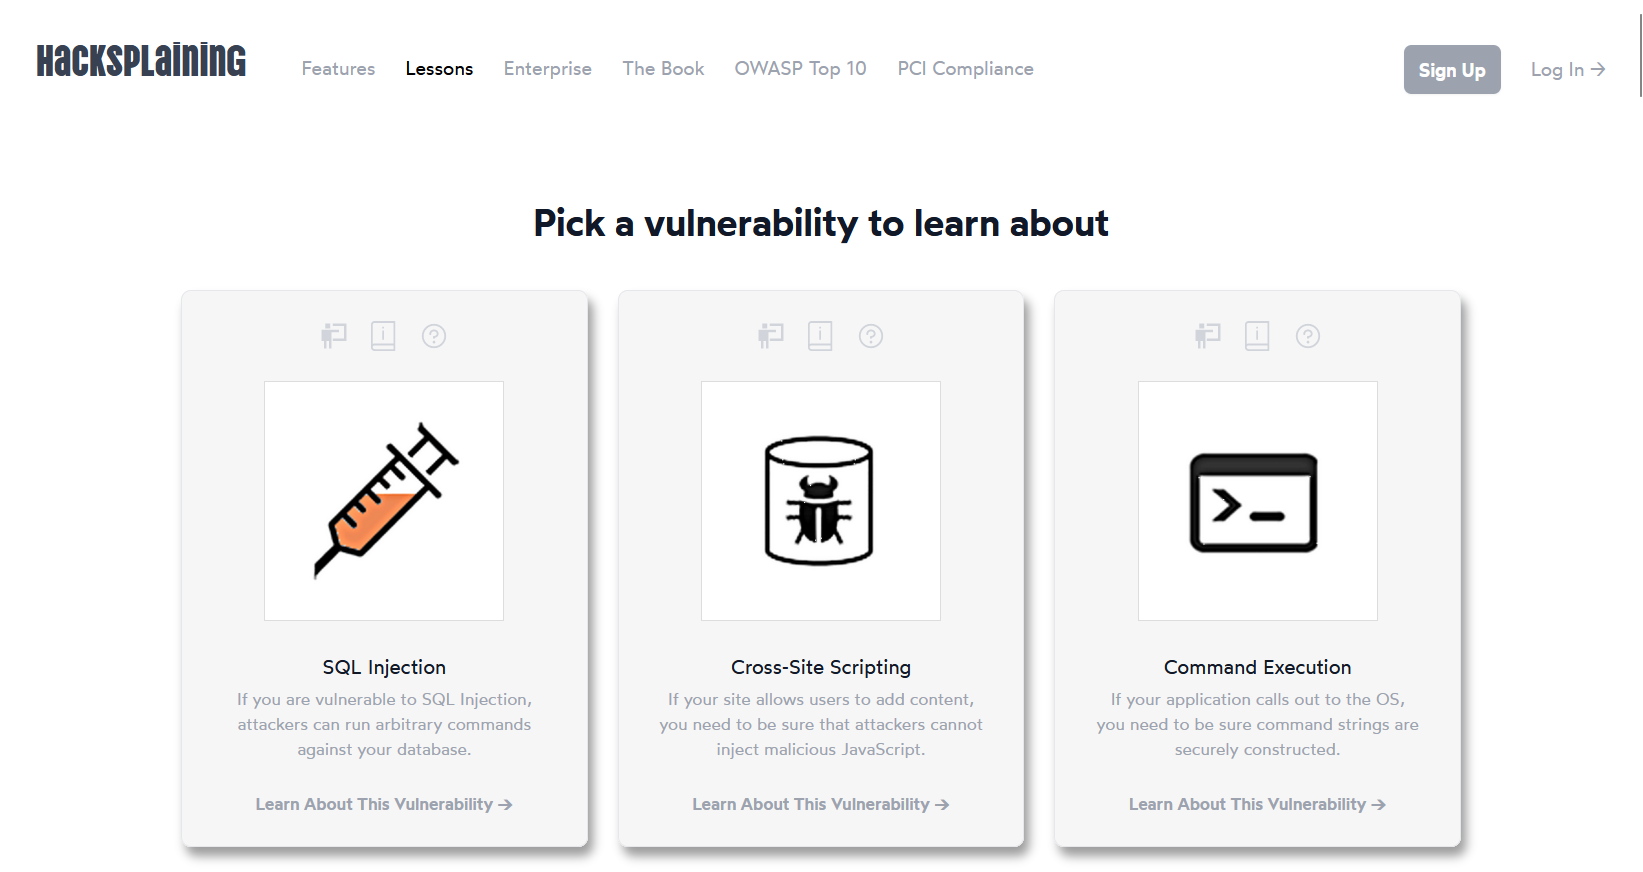 HACKSPLAINING
Features Lessons Enterprise The Book OWASP Top 10 PCI Compliance
Sign Up Log In →
Pick a vulnerability to learn about
SQL Injection
If you are vulnerable to SQL Injection,
attackers can run arbitrary commands
against your database.
Learn About This Vulnerability →
Cross-Site Scripting
If your site allows users to add content,
you need to be sure that attackers cannot
inject malicious JavaScript.
Learn About This Vulnerability →
Command Execution
If your application calls out to the OS,
you need to be sure command strings are
securely constructed.
Learn About This Vulnerability →